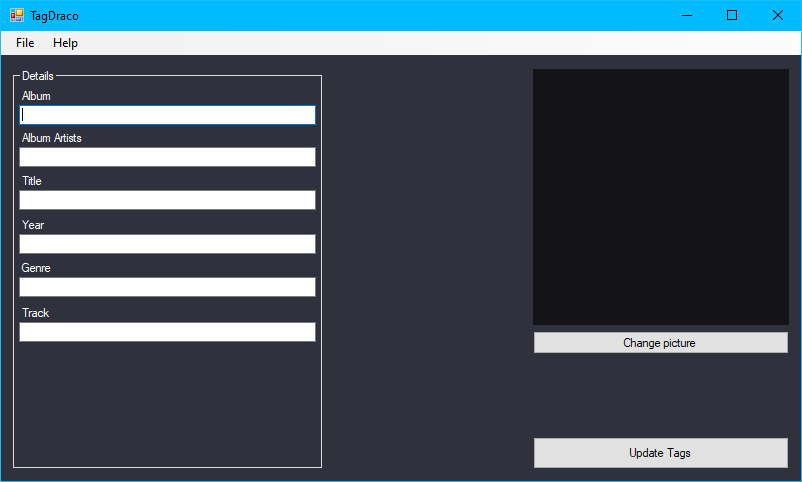 TagDraco
File Help
Details
Album
Album Artists
Title
Year
Genre
Track
Change picture
Update Tags